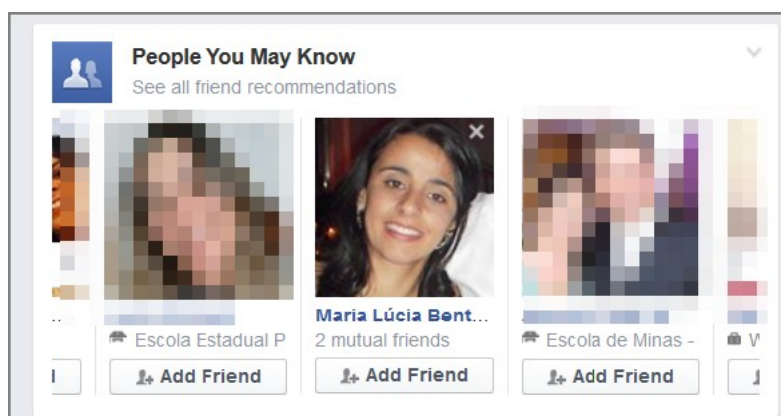 People You May Know
See all friend recommendations
Maria Lúcia Bent...
Escola Estadual P
2 mutual friends
Escola de Minas -
Add Friend
Add Friend
Add Friend